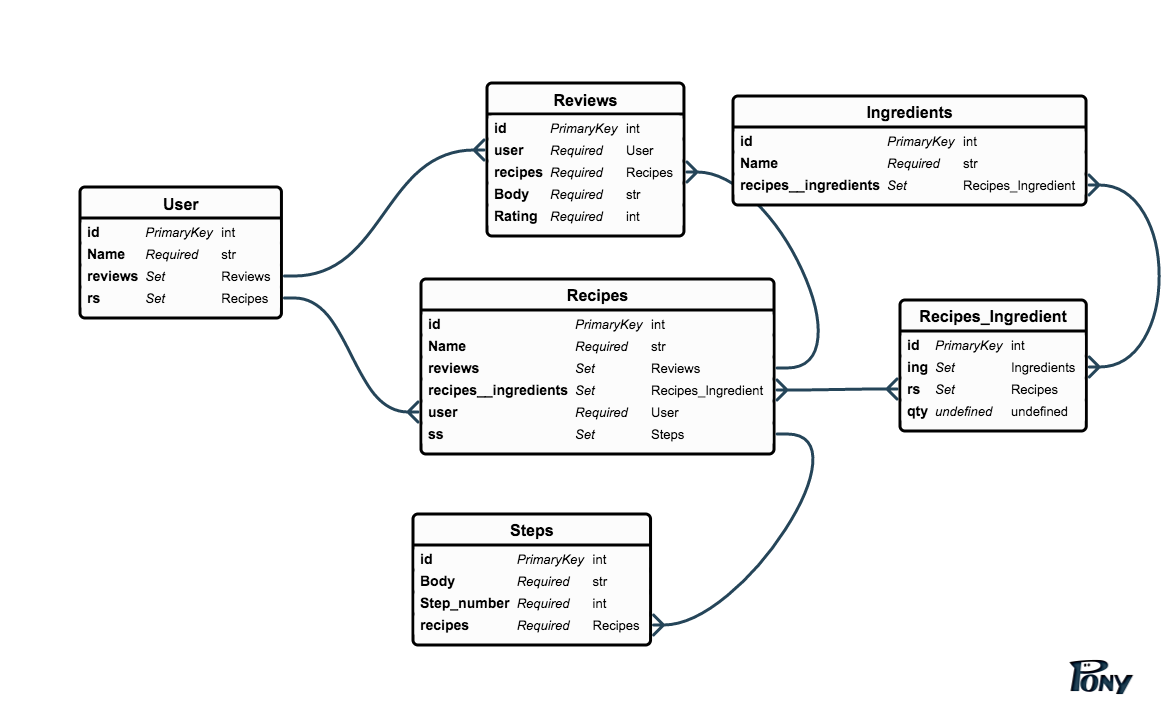 Reviews
id PrimaryKey int
user Required User
recipes Required Recipes
Body Required str
Rating Required int
Ingredients
id PrimaryKey int
Name Required str
recipes__ingredients Set Recipes_Ingredient
User
id PrimaryKey int
Name Required str
reviews Set Reviews
rs Set Recipes
Recipes
id PrimaryKey int
Name Required str
reviews Set Reviews
recipes__ingredients Set Recipes_Ingredient
user Required User
ss Set Steps
Recipes_Ingredient
id PrimaryKey int
ing Set Ingredients
rs Set Recipes
qty undefined undefined
Steps
id PrimaryKey int
Body Required str
Step_number Required int
recipes Required Recipes
PONY